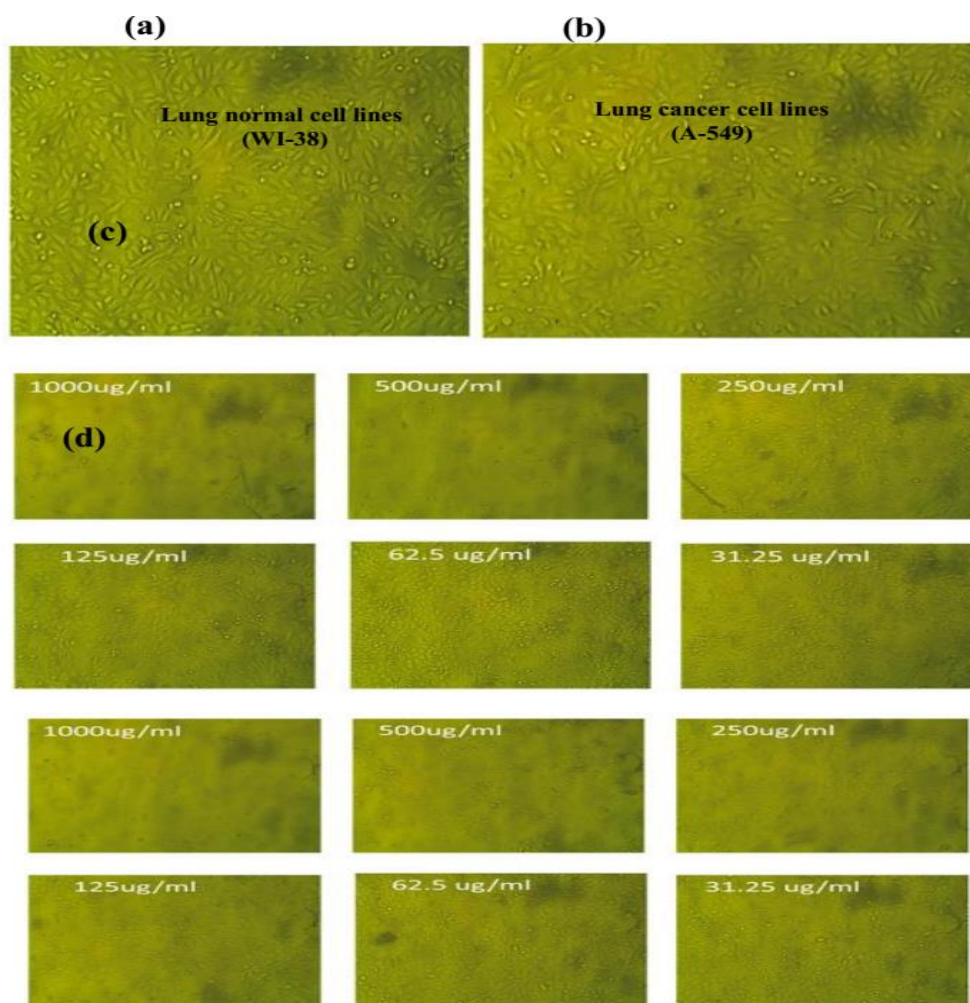 (a)
(b)
Lung normal cell lines
(WI-38)
Lung cancer cell lines
(A-549)
(c)
1000ug/ml
500ug/ml
250ug/ml
(d)
125ug/ml
62.5 ug/ml
31.25 ug/ml
1000ug/ml
500ug/ml
250ug/ml
125ug/ml
62.5 ug/ml
31.25 ug/ml